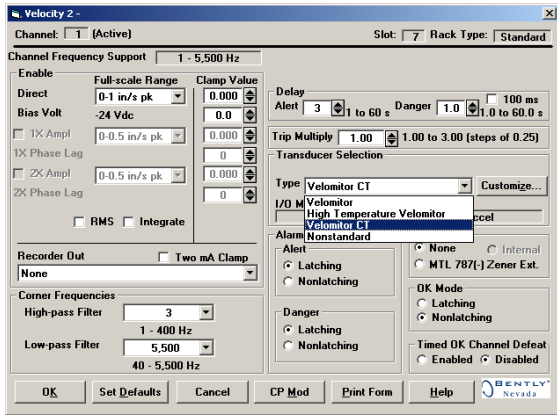 Velocity 2 -
Channel: 1 (Active)
Slot: 7 Rack Type: Standard
Channel Frequency Support 1 - 5,500 Hz
Enable
Full-scale Range Clamp Value
Direct 0-1 in/s pk 0.000
Bias Volt -24 Vdc 0.0
1X Ampl 0-0.5 in/s pk 0.000
1X Phase Lag 0
2X Ampl 0-0.5 in/s pk 0.000
2X Phase Lag 0
RMS Integrate
Recorder Out Two mA Clamp
None
Corner Frequencies
High-pass Filter 3
1 - 400 Hz
Low-pass Filter 5,500
40 - 5,500 Hz
Delay
100 ms
Alert 3 1 to 60 s Danger 1.0 1.0 to 60.0 s
Trip Multiply 1.00 1.00 to 3.00 (steps of 0.25)
Transducer Selection
Type Velomitor CT Customize...
Velomitor
High Temperature Velomitor
Velomitor CT
Nonstandard
I/O M
ccel
Alarm
Alert
Latching
Nonlatching
Danger
Latching
Nonlatching
None Internal
MTL 787(-) Zener Ext.
OK Mode
Latching
Nonlatching
Timed OK Channel Defeat
Enabled Disabled
OK Set Defaults Cancel CP Mod Print Form Help
BENTLY
Nevada